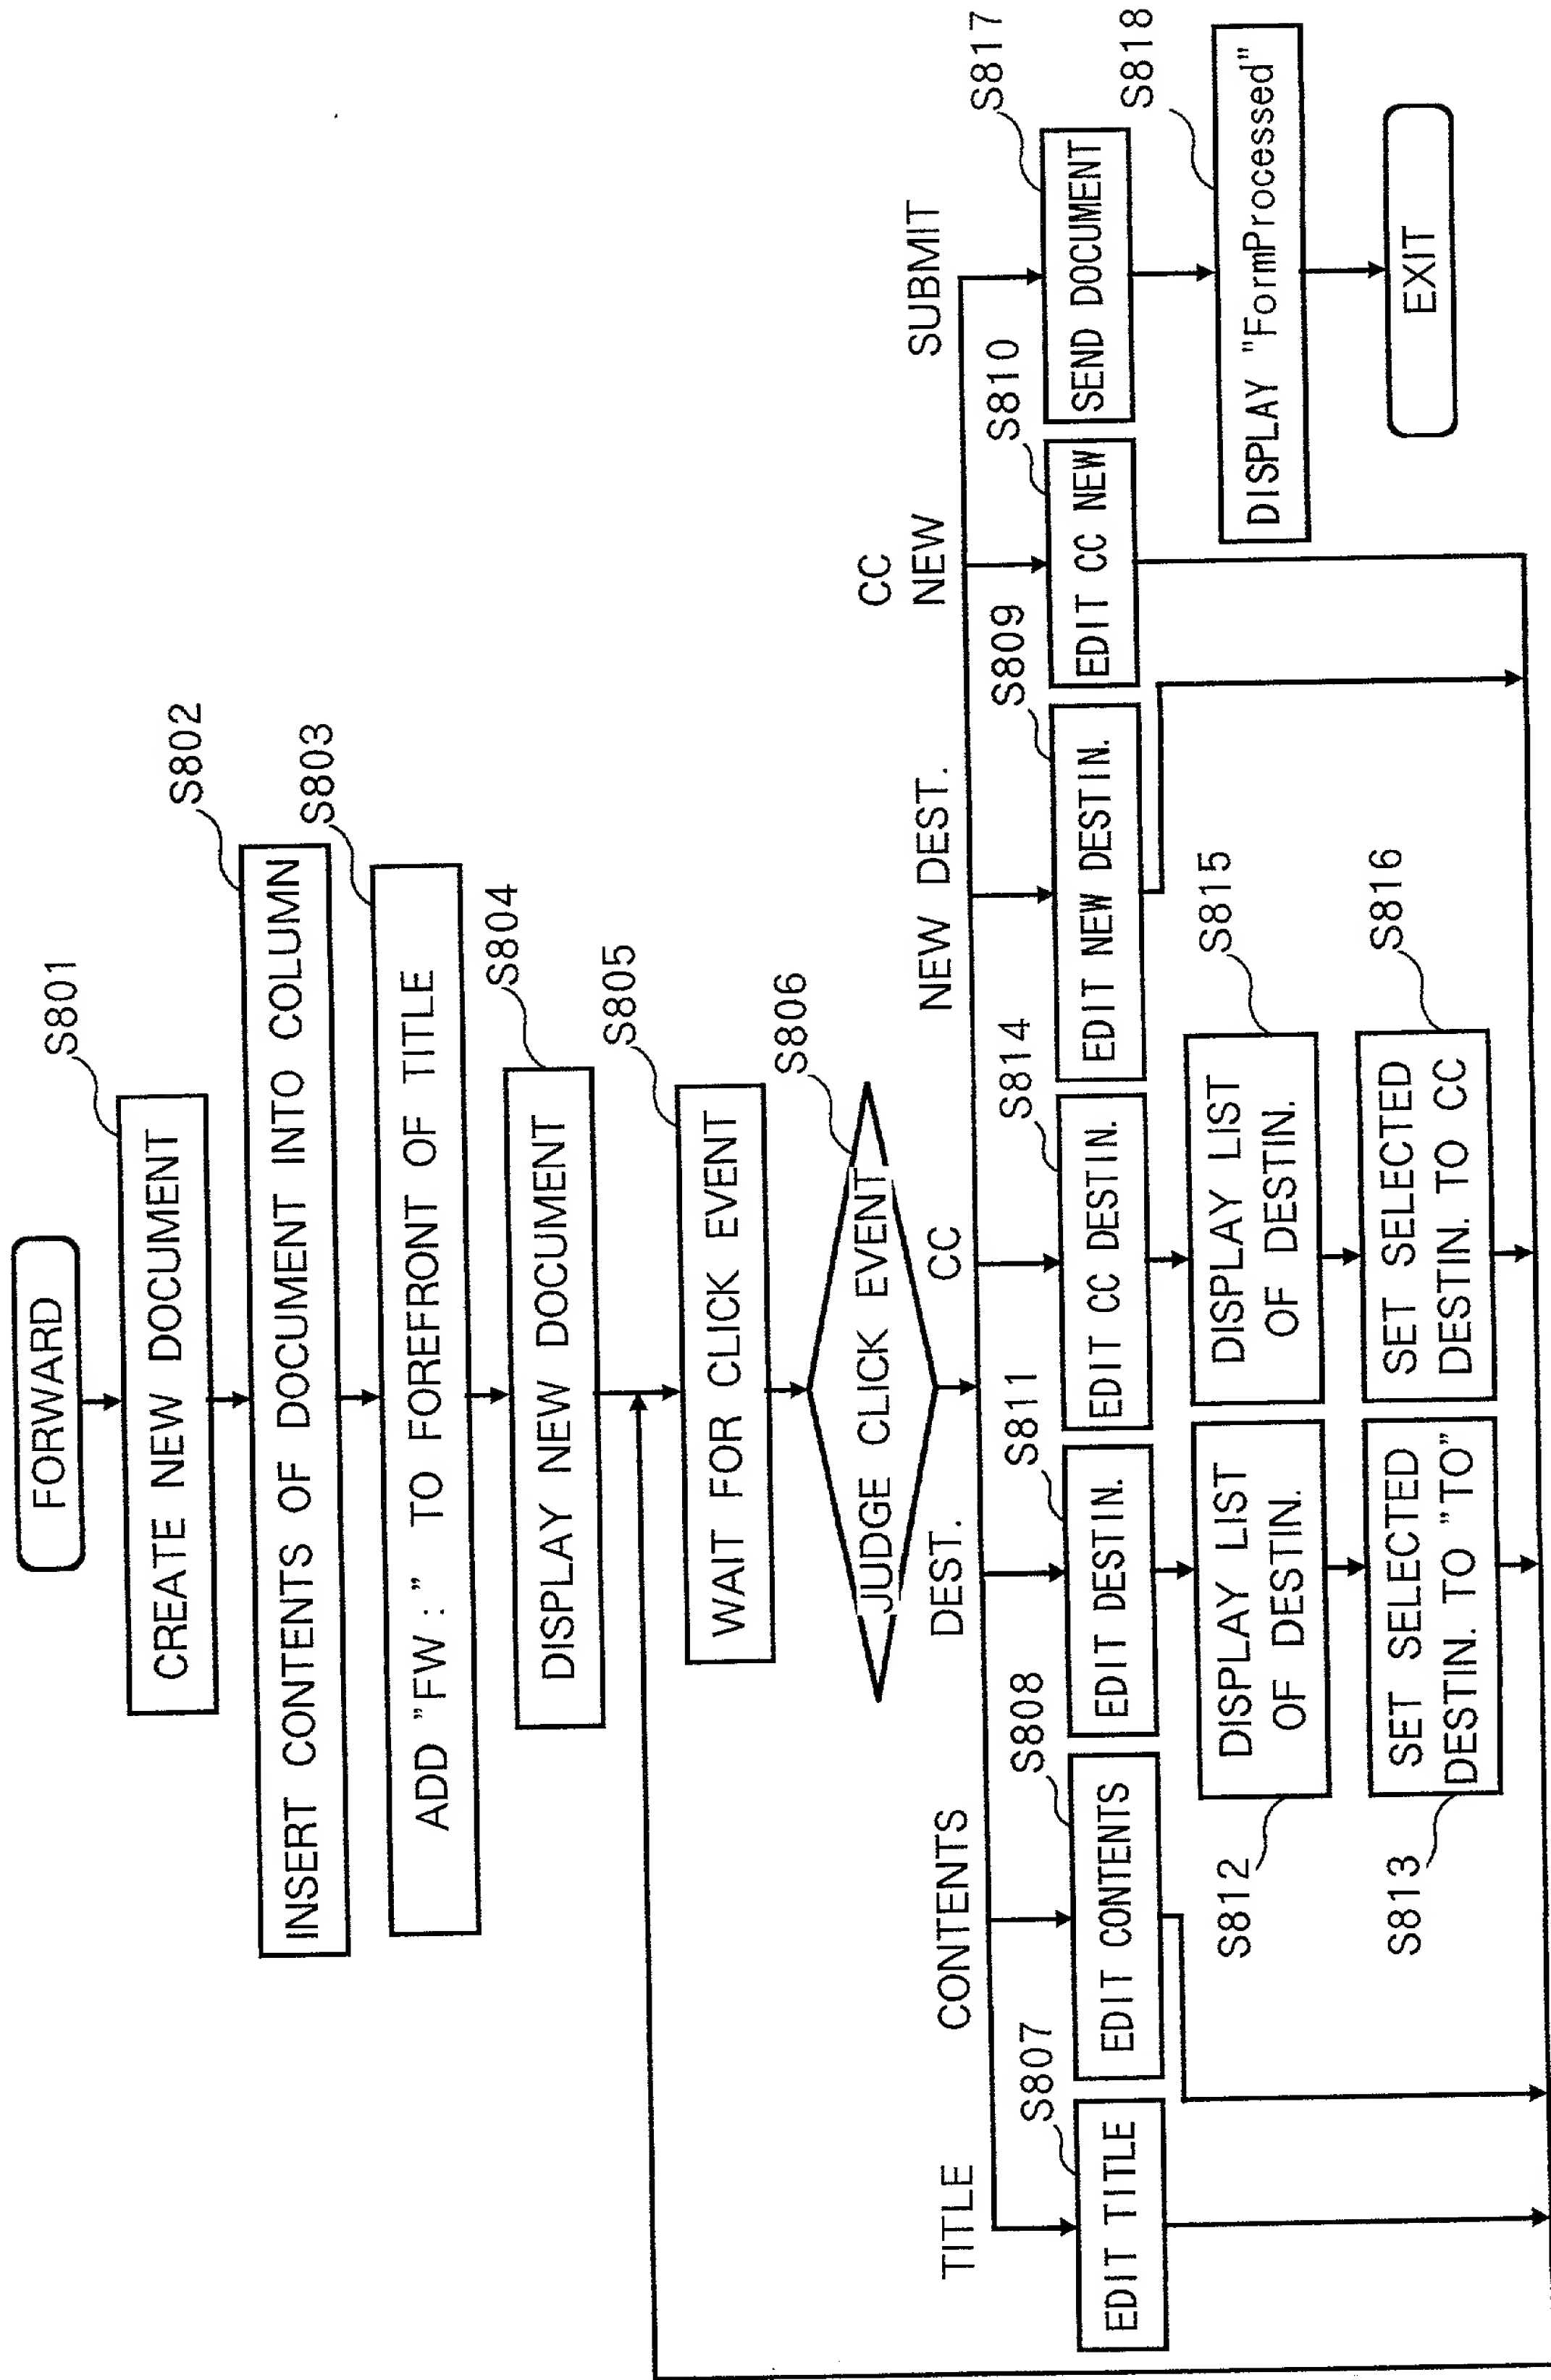 FORWARD
S801
CREATE NEW DOCUMENT
S802
INSERT CONTENTS OF DOCUMENT INTO COLUMN
S803
ADD "FW:" TO FOREFRONT OF TITLE
S804
DISPLAY NEW DOCUMENT
S805
WAIT FOR CLICK EVENT
S806
JUDGE CLICK EVENT
TITLE
CONTENTS
DEST.
CC
NEW DEST.
CC
NEW
SUBMIT
S807
EDIT TITLE
S808
EDIT CONTENTS
S811
EDIT DESTIN.
S814
EDIT CC DESTIN.
S809
EDIT NEW DESTIN.
S810
EDIT CC NEW
S817
SEND DOCUMENT
S812
DISPLAY LIST
OF DESTIN.
S815
DISPLAY LIST
OF DESTIN.
S818
DISPLAY "FormProcessed"
S813
SET SELECTED
DESTIN. TO "TO"
S816
SET SELECTED
DESTIN. TO CC
EXIT